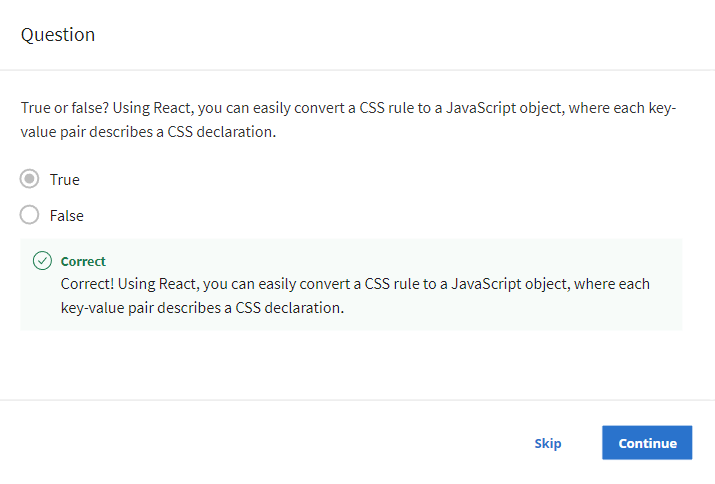 Question
True or false? Using React, you can easily convert a CSS rule to a JavaScript object, where each key-
value pair describes a CSS declaration.
True
False
Correct
Correct! Using React, you can easily convert a CSS rule to a JavaScript object, where each
key-value pair describes a CSS declaration.
Skip
Continue